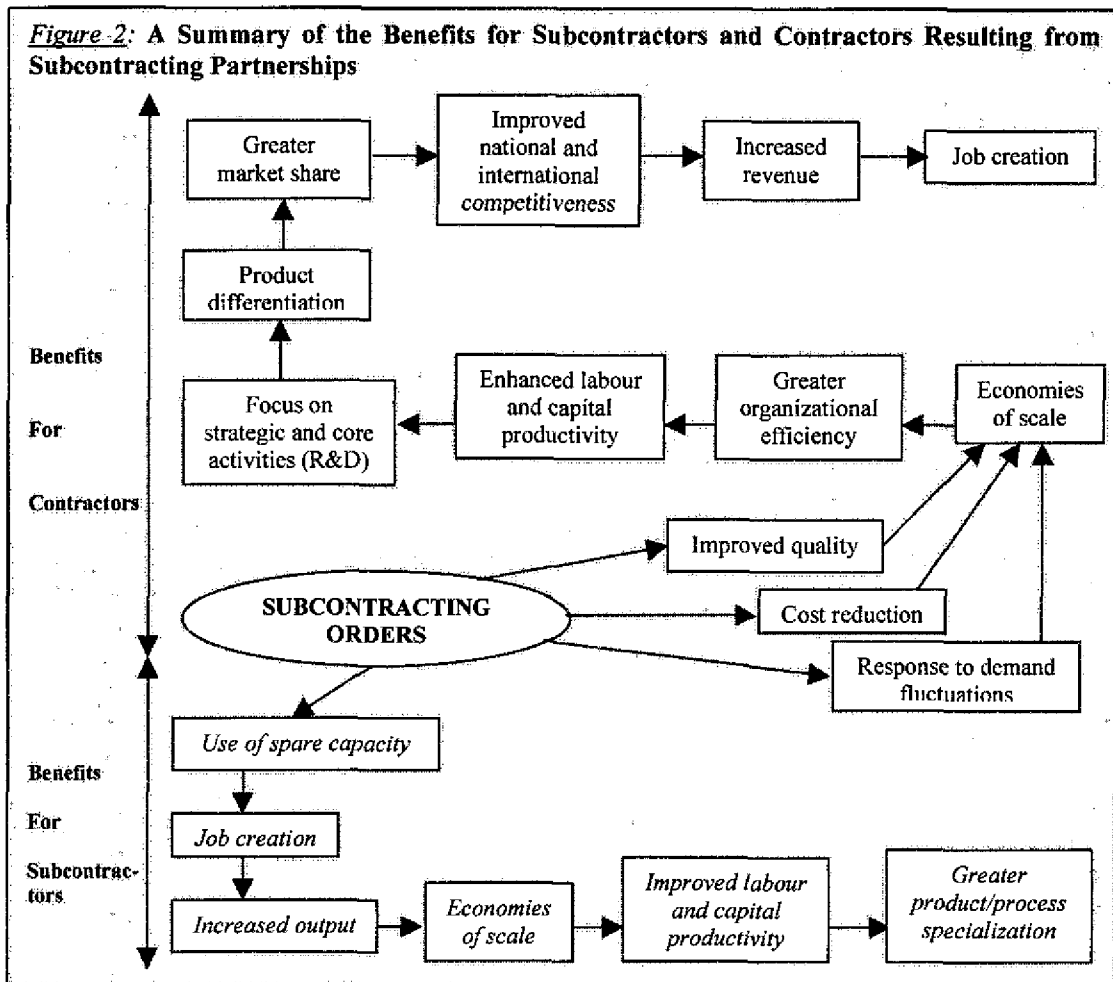 Figure 2: A Summary of the Benefits for Subcontractors and Contractors Resulting from
Subcontracting Partnerships
Greater
market share
Improved
national and
international
competitiveness
Increased
revenue
Job creation
Product
differentiation
Benefits
For
Contractors
Focus on
strategic and core
activities (R&D)
Enhanced labour
and capital
productivity
Greater
organizational
efficiency
Economies
of scale
Improved quality
SUBCONTRACTING
ORDERS
Cost reduction
Response to demand
fluctuations
Use of spare capacity
Benefits
For
Subcontrac-
tors
Job creation
Increased output
Economies
of scale
Improved labour
and capital
productivity
Greater
product/process
specialization